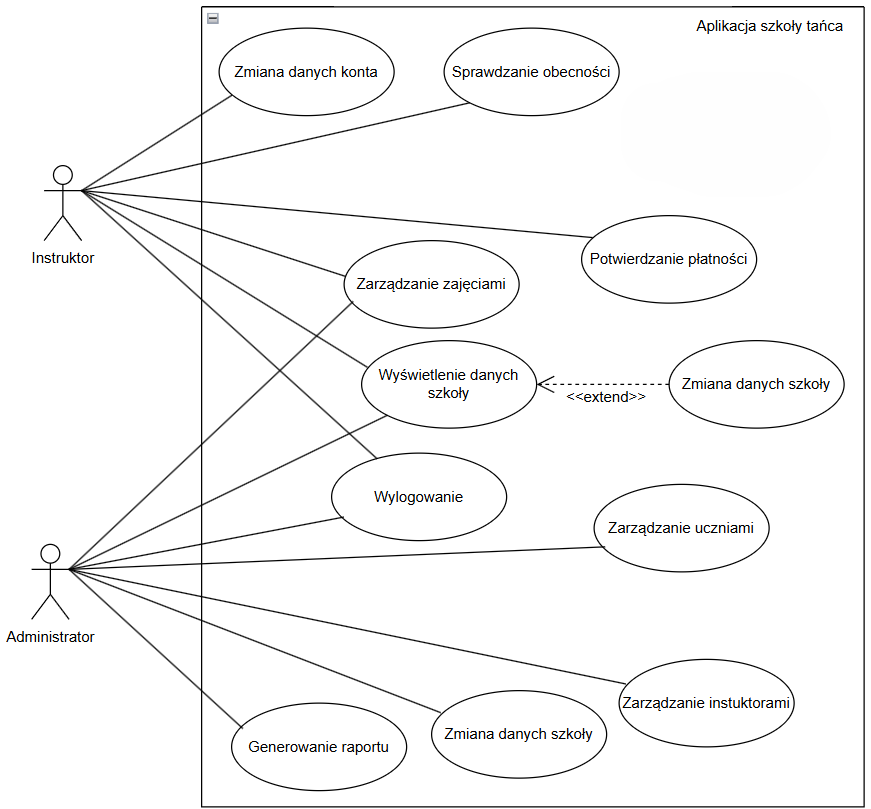 Aplikacja szkoły tańca
Zmiana danych konta
Sprawdzanie obecności
Instruktor
Potwierdzanie płatności
Zarządzanie zajęciami
Wyświetlenie danych
szkoły
<<extend>>
Zmiana danych szkoły
Wylogowanie
Zarządzanie uczniami
Administrator
Zarządzanie instuktorami
Zmiana danych szkoły
Generowanie raportu